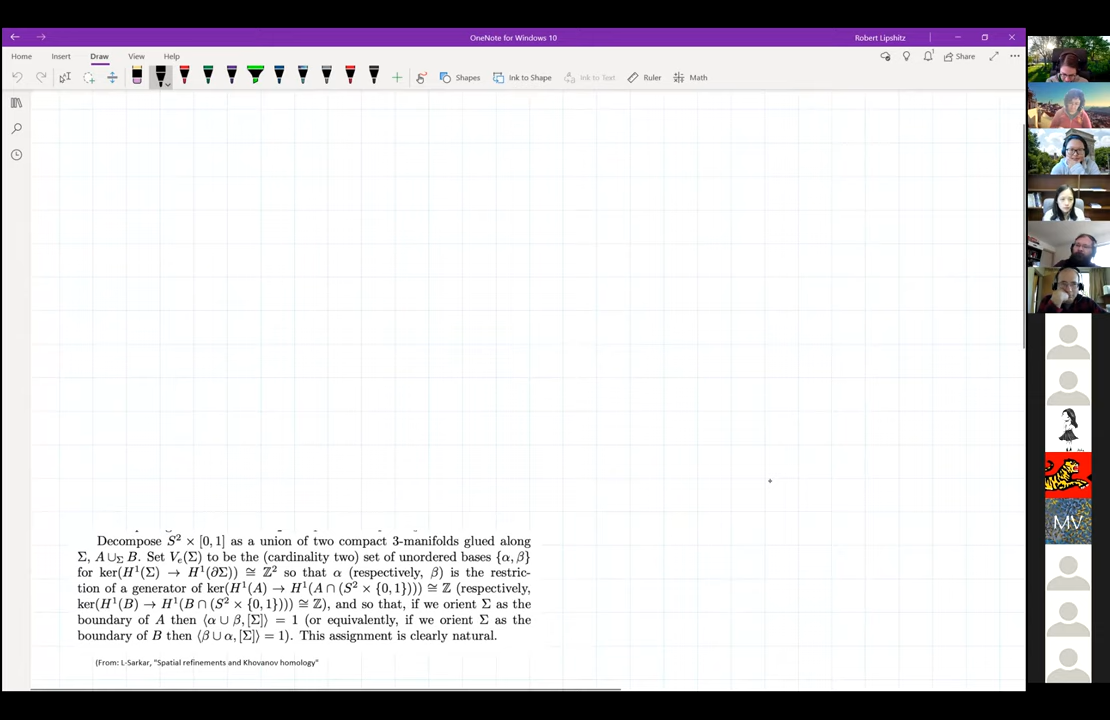 OneNote for Windows 10
Robert Lipshitz
Home Insert Draw View Help
Share
Shapes Ink to Shape Ink to Text Ruler Math
Decompose S² × [0, 1] as a union of two compact 3-manifolds glued along
Σ, A ∪_Σ B. Set Vₑ(Σ) to be the (cardinality two) set of unordered bases {α, β}
for ker(H¹(Σ) → H¹(∂Σ)) ≅ ℤ² so that α (respectively, β) is the restric-
tion of a generator of ker(H¹(A) → H¹(A ∩ (S² × {0, 1}))) ≅ ℤ (respectively,
ker(H¹(B) → H¹(B ∩ (S² × {0, 1}))) ≅ ℤ), and so that, if we orient Σ as the
boundary of A then ⟨α ∪ β, [Σ]⟩ = 1 (or equivalently, if we orient Σ as the
boundary of B then ⟨β ∪ α, [Σ]⟩ = 1). This assignment is clearly natural.
(From: L-Sarkar, "Spatial refinements and Khovanov homology"
MV